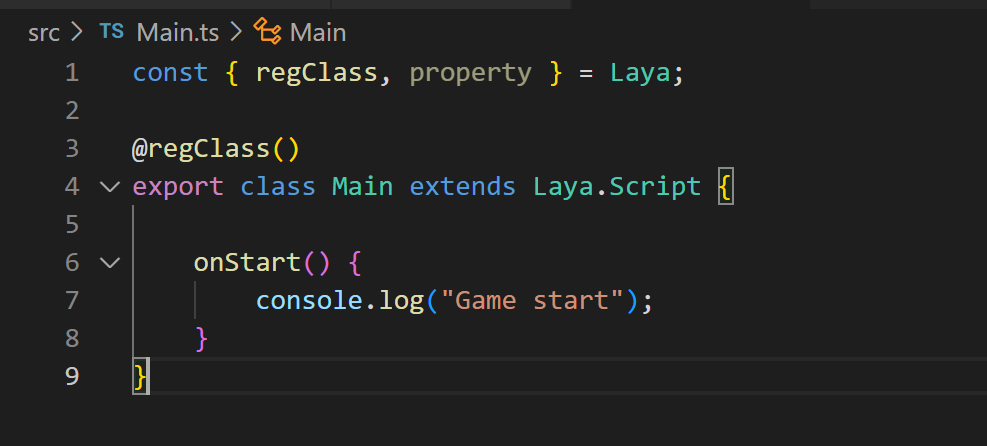 src > TS Main.ts > Main
1 const { regClass, property } = Laya;
2
3 @regClass()
4 export class Main extends Laya.Script {
5
6     onStart() {
7         console.log("Game start");
8     }
9 }